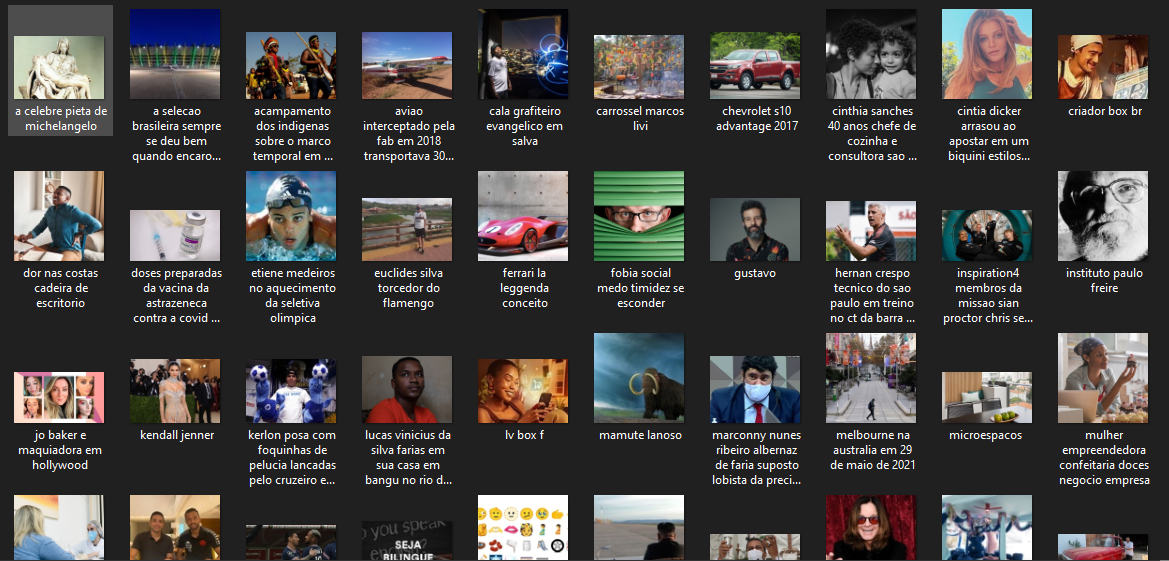 a celebre pieta de
michelangelo
a selecao
brasileira sempre
se deu bem
quando encaro...
acampamento
dos indigenas
sobre o marco
temporal em ...
aviao
interceptado pela
fab em 2018
transportava 30...
cala grafiteiro
evangelico em
salva
carrossel marcos
livi
chevrolet s10
advantage 2017
cinthia sanches
40 anos chefe de
cozinha e
consultora sao ...
cintia dicker
arrasou ao
apostar em um
biquini estilos...
criador box br
dor nas costas
cadeira de
escritorio
doses preparadas
da vacina da
astrazeneca
contra a covid ...
etiene medeiros
no aquecimento
da seletiva
olimpica
euclides silva
torcedor do
flamengo
ferrari la
leggenda
conceito
fobia social
medo timidez se
esconder
gustavo
hernan crespo
tecnico do sao
paulo em treino
no ct da barra ...
inspiration4
membros da
missao sian
proctor chris se...
instituto paulo
freire
jo baker e
maquiadora em
hollywood
kendall jenner
kerlon posa com
foquinhas de
pelucia lancadas
pelo cruzeiro e...
lucas vinicius da
silva farias em
sua casa em
bangu no rio d...
lv box f
mamute lanoso
marconny nunes
ribeiro albernaz
de faria suposto
lobista da preci...
melbourne na
australia em 29
de maio de 2021
microespacos
mulher
empreendedora
confeitaria doces
negocio empresa
SEJA
BILINGUE